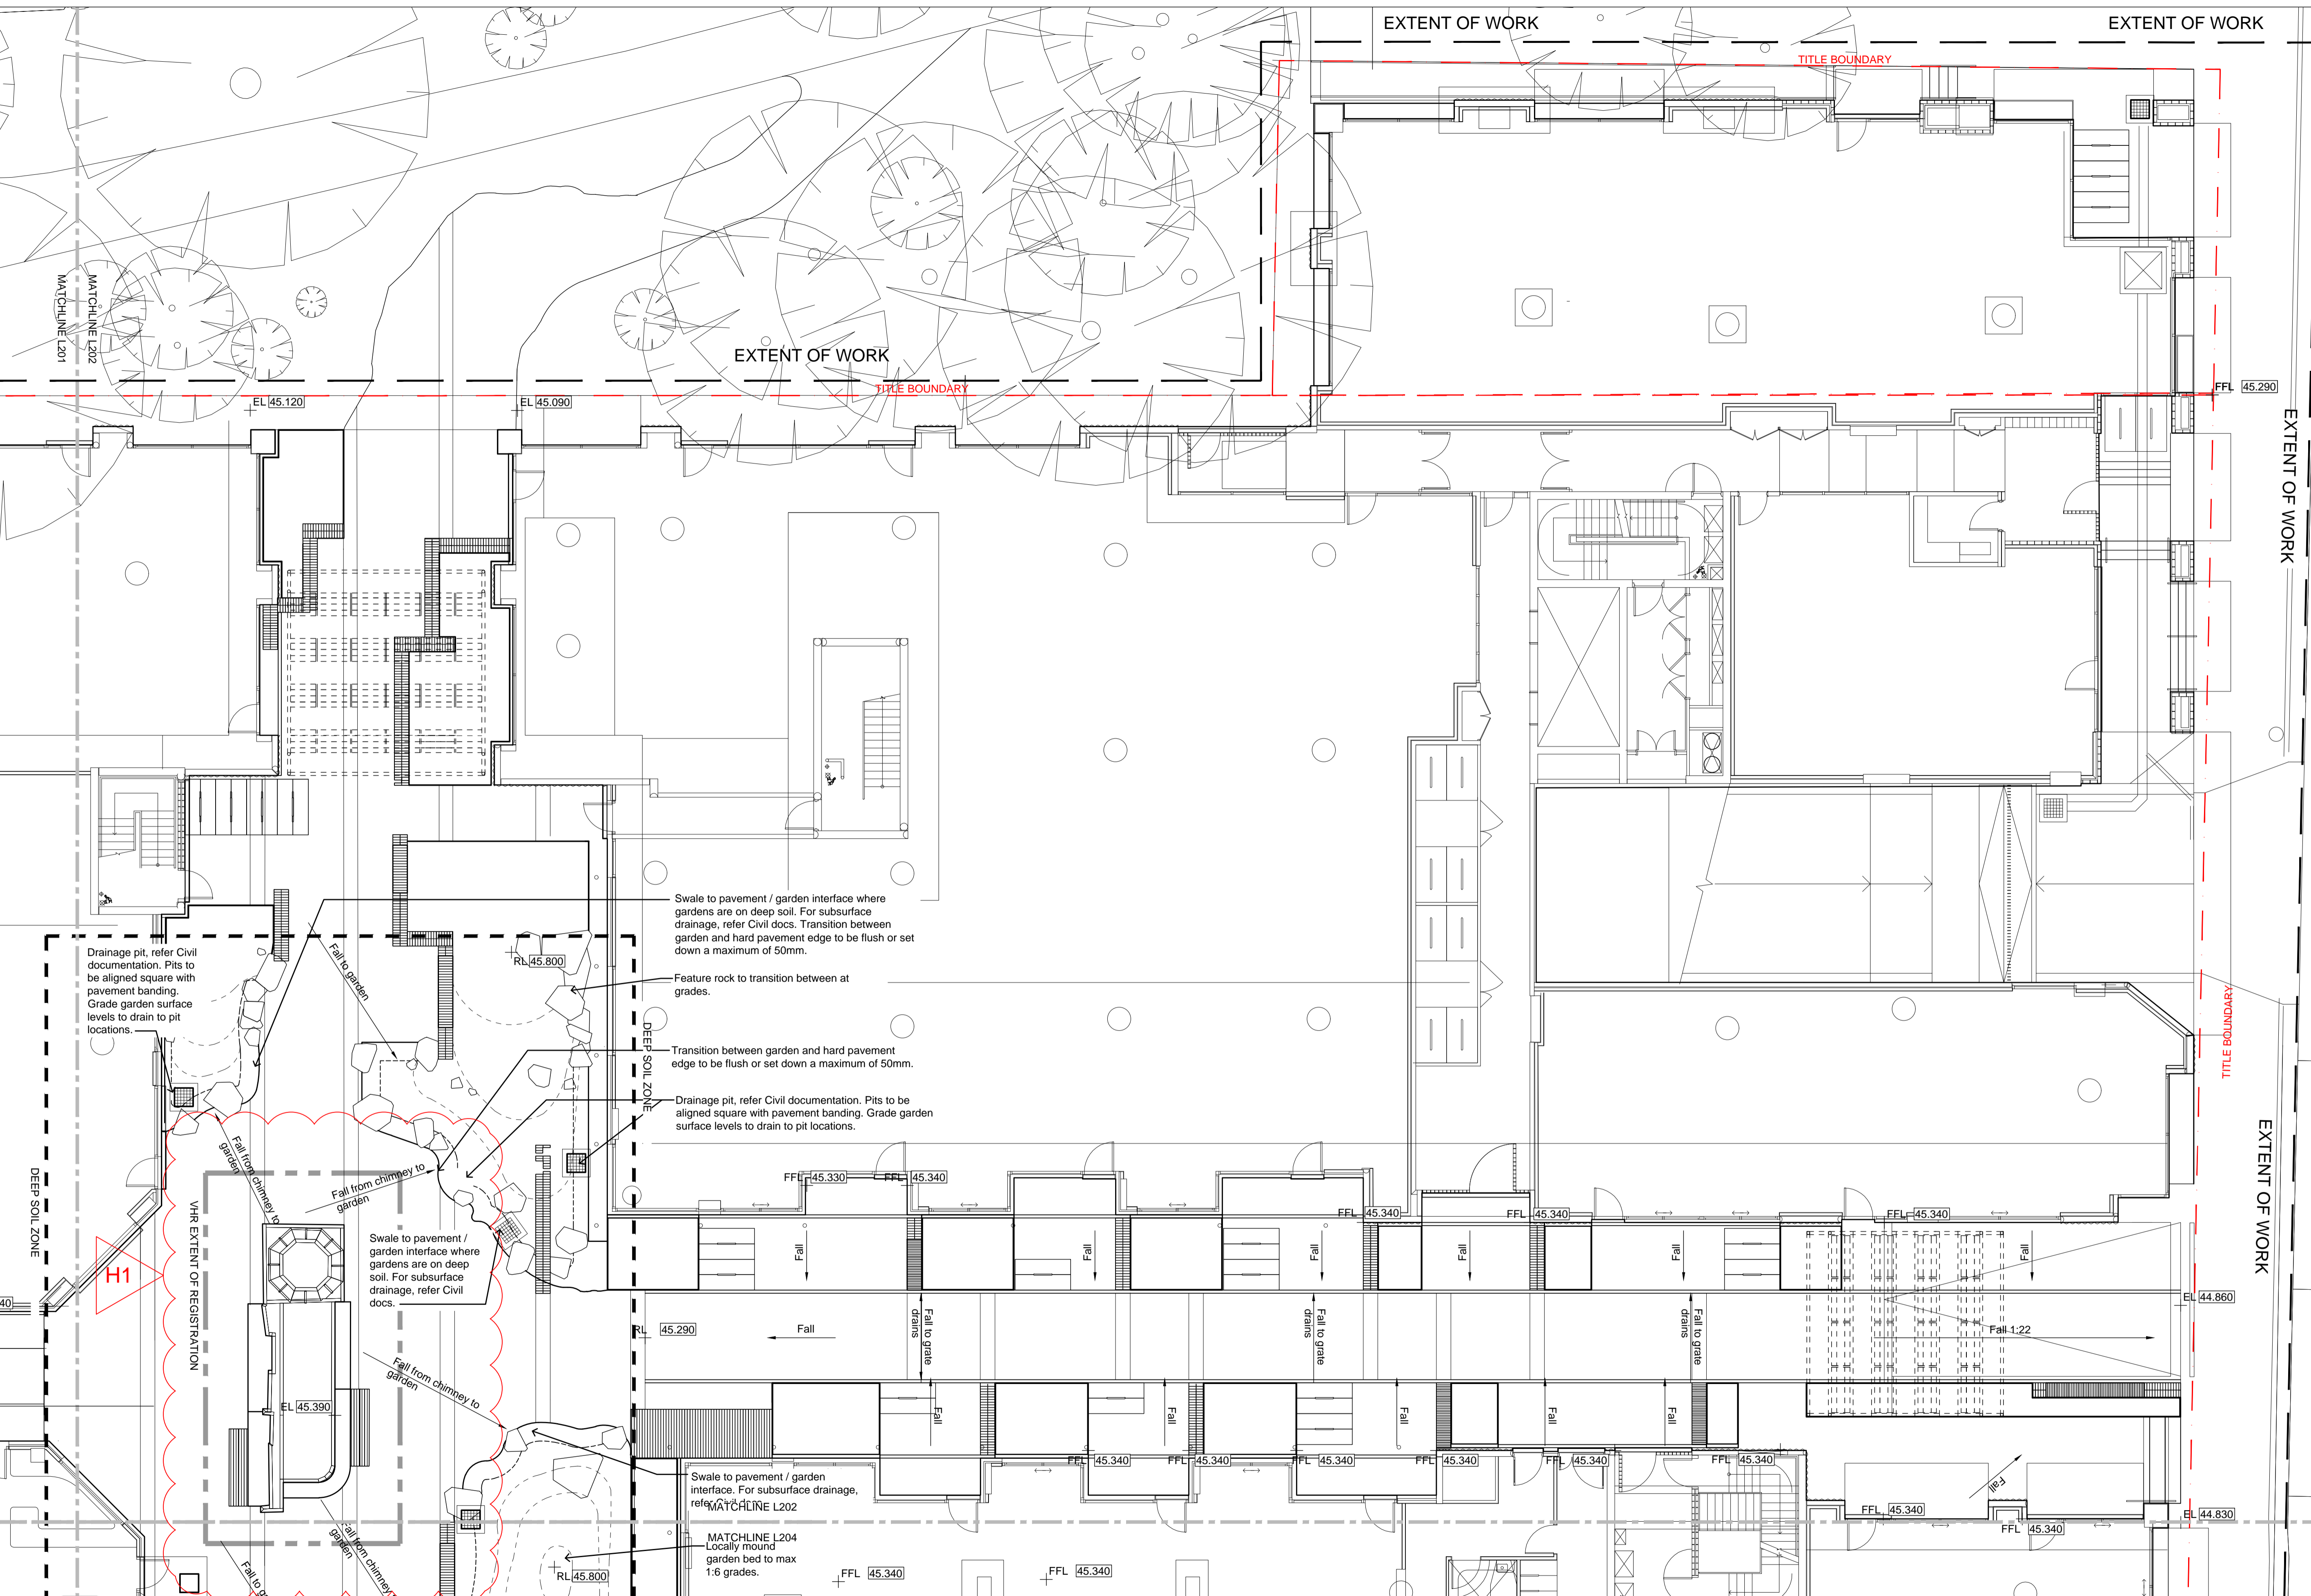 EXTENT OF WORK
EXTENT OF WORK
TITLE BOUNDARY
MATCHLINE L201
MATCHLINE L202
EXTENT OF WORK
TITLE BOUNDARY
EL 45.120
EL 45.090
FFL 45.290
EXTENT OF WORK
Swale to pavement / garden interface where
gardens are on deep soil. For subsurface
drainage, refer Civil docs. Transition between
garden and hard pavement edge to be flush or set
down a maximum of 50mm.
Drainage pit, refer Civil
documentation. Pits to
be aligned square with
pavement banding.
Grade garden surface
levels to drain to pit
locations.
Fall to garden
RL 45.800
Feature rock to transition between at
grades.
DEEP SOIL ZONE
Transition between garden and hard pavement
edge to be flush or set down a maximum of 50mm.
Drainage pit, refer Civil documentation. Pits to be
aligned square with pavement banding. Grade garden
surface levels to drain to pit locations.
TITLE BOUNDARY
EXTENT OF WORK
DEEP SOIL ZONE
Fall from chimney to
garden
Fall from chimney to
garden
VHR EXTENT OF REGISTRATION
FFL 45.330
FFL 45.340
FFL 45.340
FFL 45.340
FFL 45.340
Swale to pavement /
garden interface where
gardens are on deep
soil. For subsurface
drainage, refer Civil
docs.
H1
40
Fall
Fall
Fall
Fall
Fall
Fall
EL 44.860
RL 45.290
Fall
Fall to grate
drains
Fall to grate
drains
Fall to grate
drains
Fall 1:22
Fall from chimney to
garden
EL 45.390
Fall
Fall
Fall
Fall
Fall
FFL 45.340
FFL 45.340
FFL 45.340
FFL 45.340
FFL 45.340
FFL 45.340
Swale to pavement / garden
interface. For subsurface drainage,
refer Civil docs.
MATCHLINE L202
Fall
FFL 45.340
EL 44.830
FFL 45.340
MATCHLINE L204
Locally mound
garden bed to max
1:6 grades.
Fall from chimney
garden
Fall to
RL 45.800
FFL 45.340
FFL 45.340